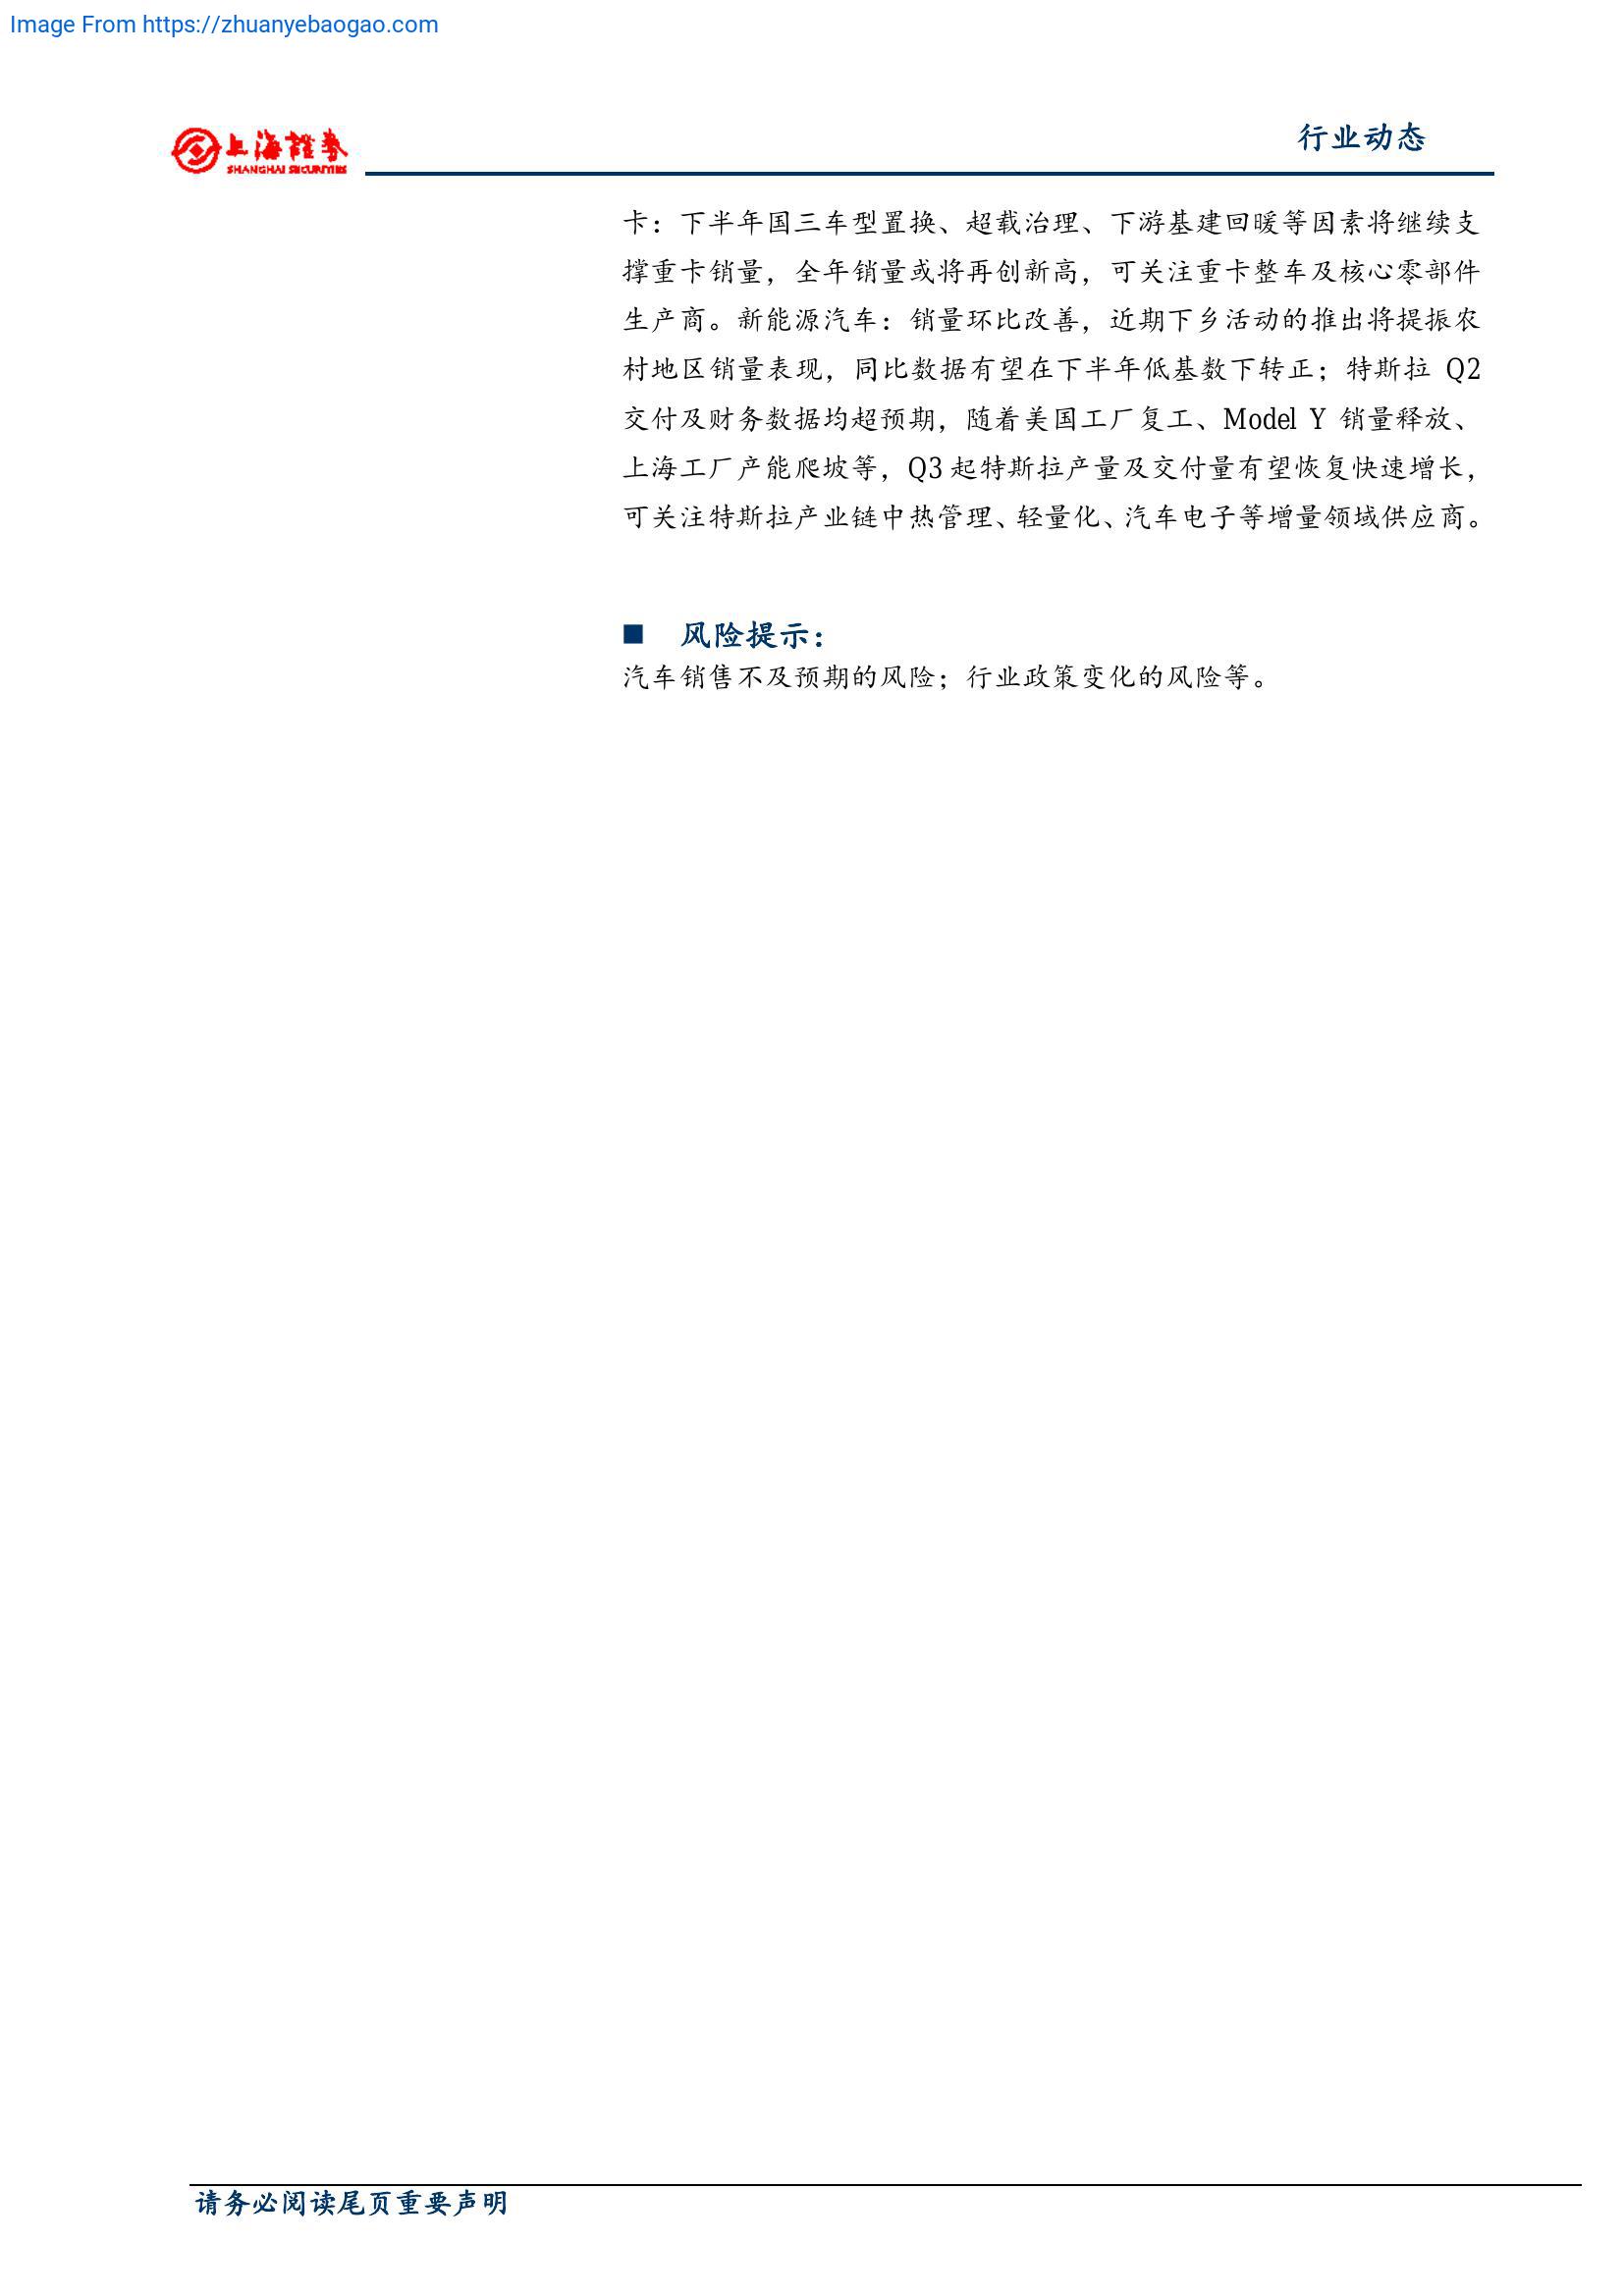 Image From https://zhuanyebaogao.com
上海證券
SHANGHAI SECURITIES
行业动态
卡：下半年国三车型置换、超载治理、下游基建回暖等因素将继续支
撑重卡销量，全年销量或将再创新高，可关注重卡整车及核心零部件
生产商。新能源汽车：销量环比改善，近期下乡活动的推出将提振农
村地区销量表现，同比数据有望在下半年低基数下转正；特斯拉 Q2
交付及财务数据均超预期，随着美国工厂复工、Model Y 销量释放、
上海工厂产能爬坡等，Q3 起特斯拉产量及交付量有望恢复快速增长，
可关注特斯拉产业链中热管理、轻量化、汽车电子等增量领域供应商。
■ 风险提示：
汽车销售不及预期的风险；行业政策变化的风险等。
请务必阅读尾页重要声明